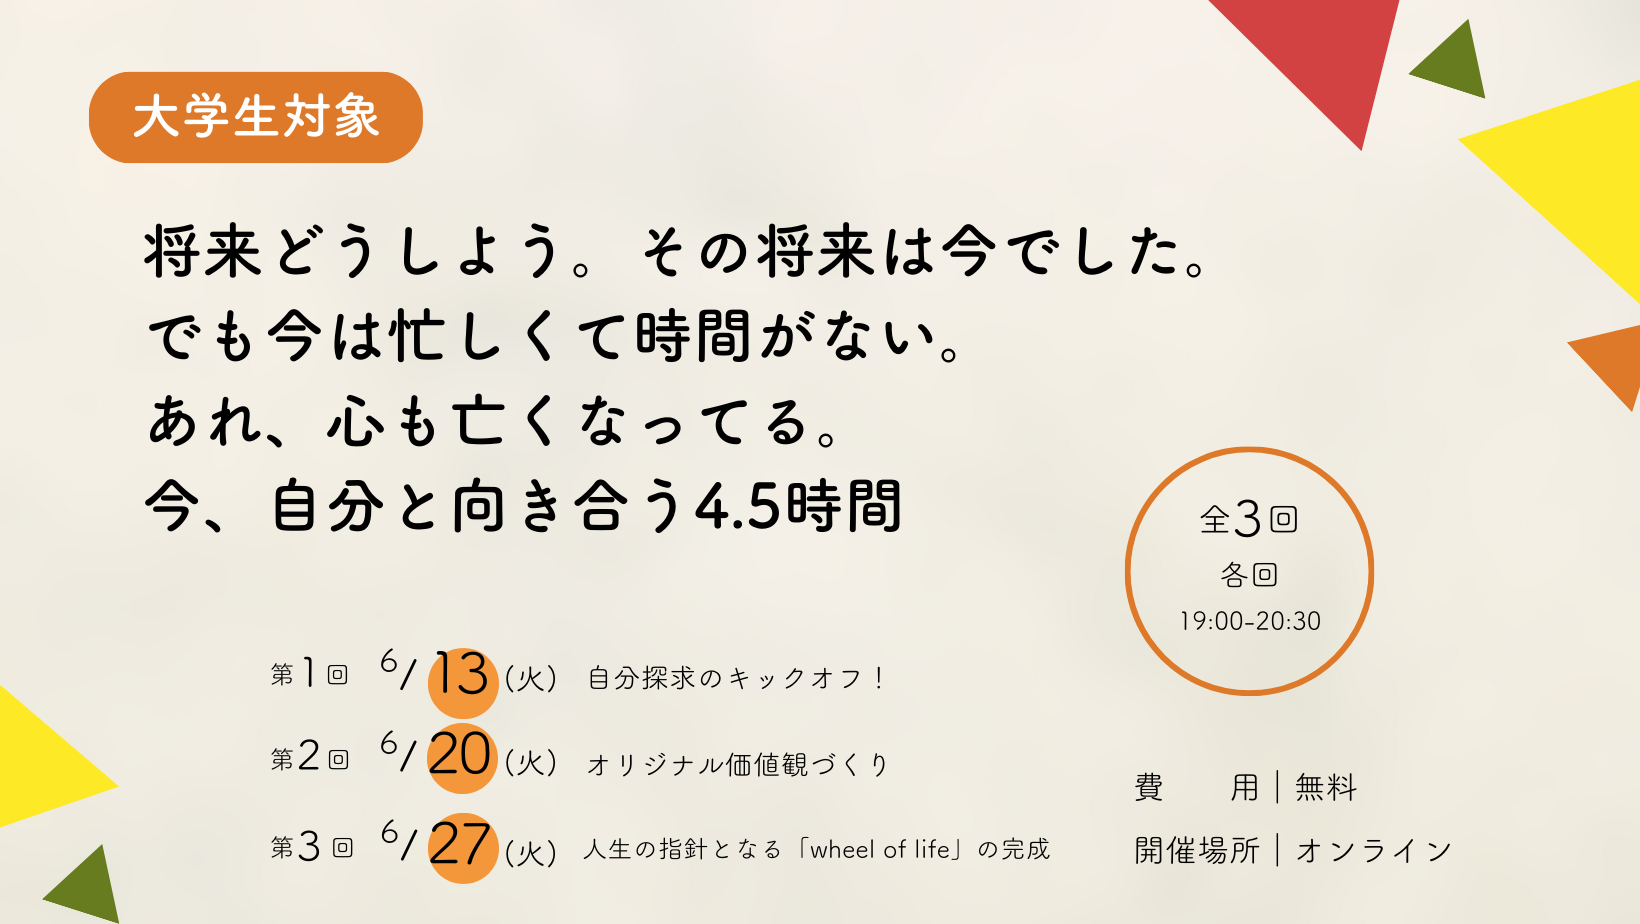 大学生対象
将来どうしよう。その将来は今でした。
でも今は忙しくて時間がない。
あれ、心も亡くなってる。
今、自分と向き合う4.5時間
全3回
各回
19:00-20:30
第1回 6/13(火) 自分探求のキックオフ！
第2回 6/20(火) オリジナル価値観づくり
第3回 6/27(火) 人生の指針となる「wheel of life」の完成
費　用｜無料
開催場所｜オンライン